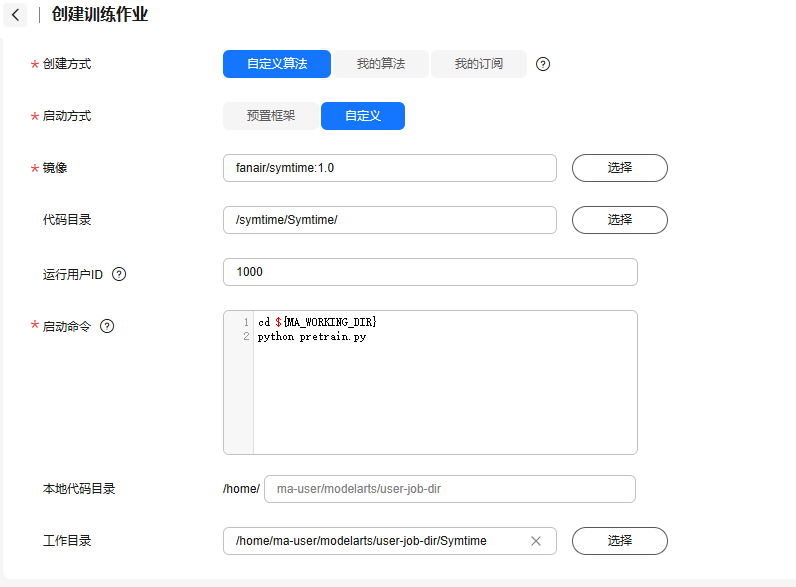 创建训练作业
* 创建方式 自定义算法 我的算法 我的订阅 ?
* 启动方式 预置框架 自定义
* 镜像 fanair/symtime:1.0 选择
代码目录 /symtime/Symtime/ 选择
运行用户ID ? 1000
* 启动命令 ? 1 cd ${MA_WORKING_DIR}
2 python pretrain.py
本地代码目录 /home/ ma-user/modelarts/user-job-dir
工作目录 /home/ma-user/modelarts/user-job-dir/Symtime 选择